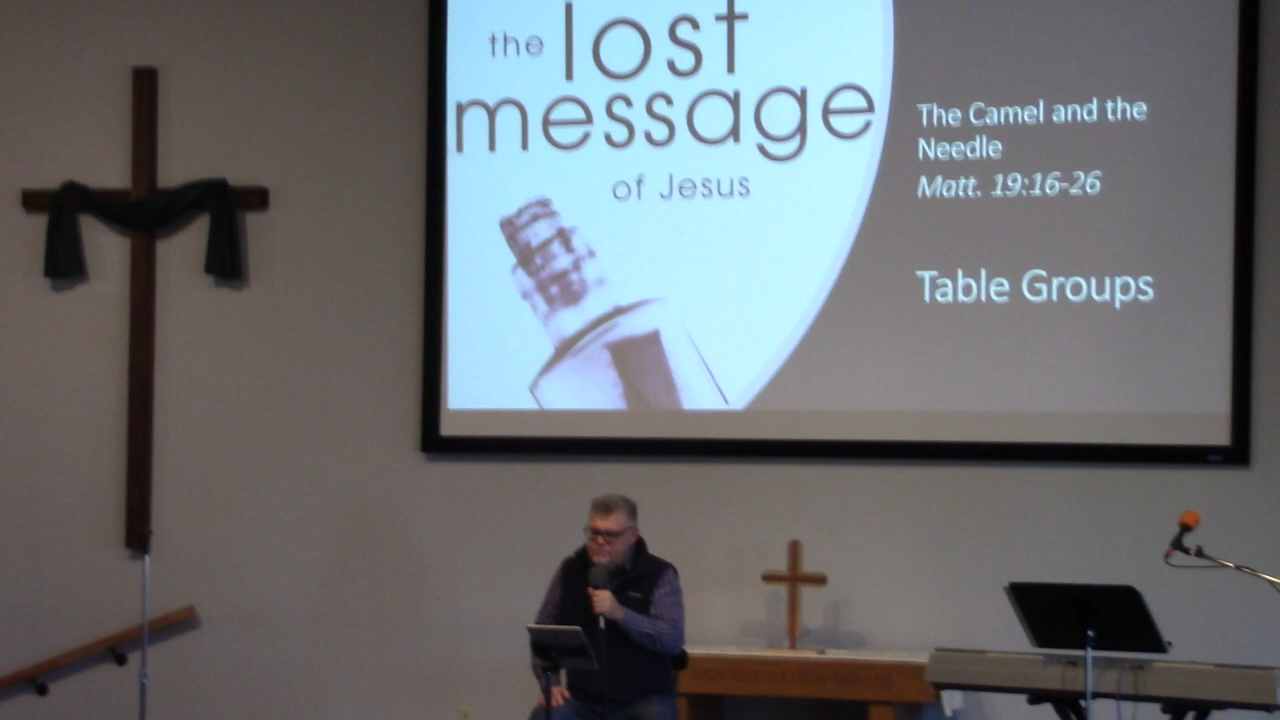 the lost
message
of Jesus
The Camel and the
Needle
Matt. 19:16-26
Table Groups